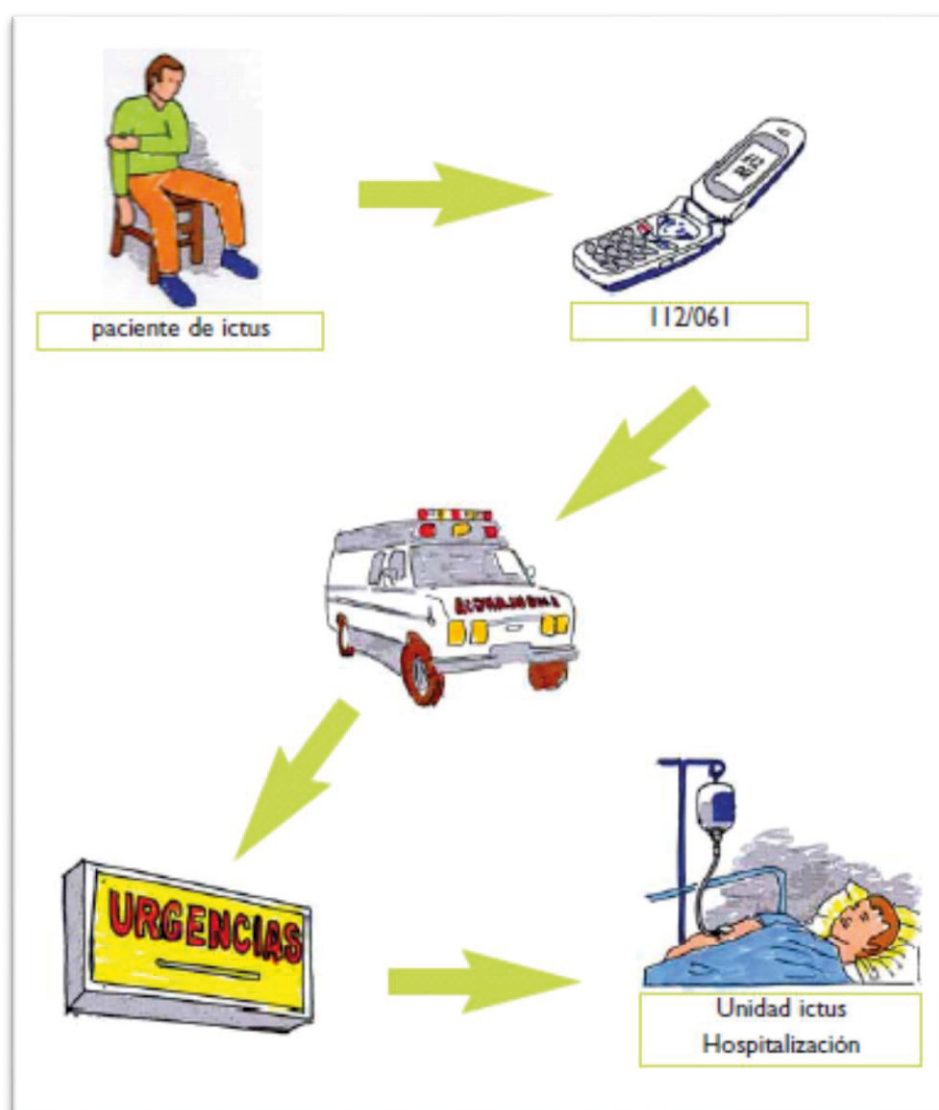 paciente de ictus
112/061
URGENCIAS
Unidad ictus
Hospitalización